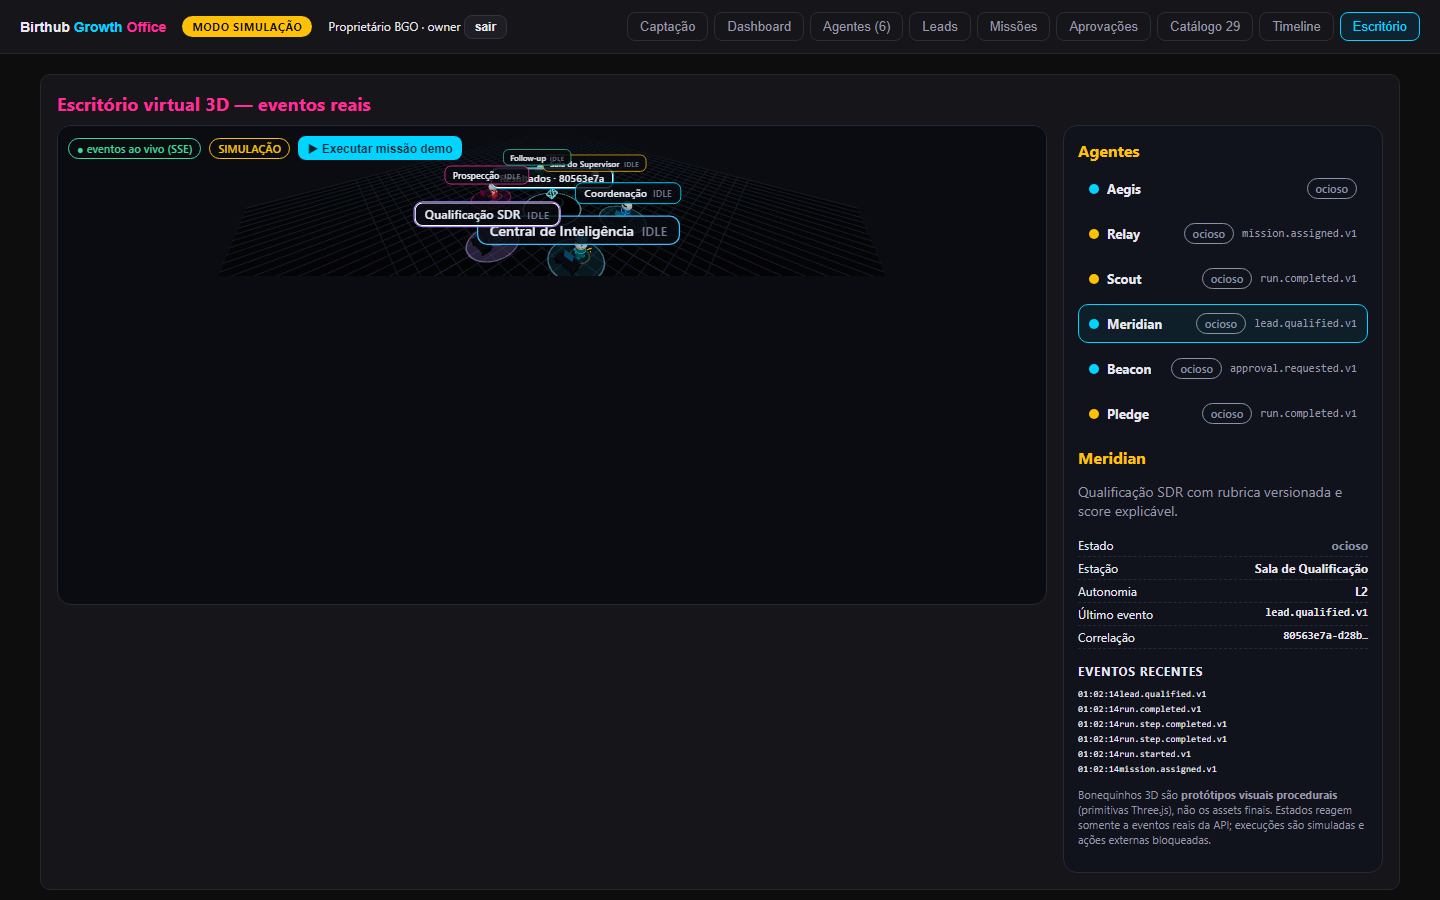 Birthub Growth Office MODO SIMULAÇÃO Proprietário BGO · owner sair Captação Dashboard Agentes (6) Leads Missões Aprovações Catálogo 29 Timeline Escritório
Escritório virtual 3D — eventos reais
● eventos ao vivo (SSE) SIMULAÇÃO ▶ Executar missão demo
Follow-up IDLE
do Supervisor IDLE
Prospecção IDLE
· 80563e7a
Coordenação IDLE
Qualificação SDR IDLE
Central de Inteligência IDLE
Agentes
Aegis ocioso
Relay ocioso mission.assigned.v1
Scout ocioso run.completed.v1
Meridian ocioso lead.qualified.v1
Beacon ocioso approval.requested.v1
Pledge ocioso run.completed.v1
Meridian
Qualificação SDR com rubrica versionada e
score explicável.
Estado ocioso
Estação Sala de Qualificação
Autonomia L2
Último evento lead.qualified.v1
Correlação 80563e7a-d28b…
EVENTOS RECENTES
01:02:14lead.qualified.v1
01:02:14run.completed.v1
01:02:14run.step.completed.v1
01:02:14run.step.completed.v1
01:02:14run.started.v1
01:02:14mission.assigned.v1
Bonequinhos 3D são protótipos visuais procedurais
(primitivas Three.js), não os assets finais. Estados reagem
somente a eventos reais da API; execuções são simuladas e
ações externas bloqueadas.